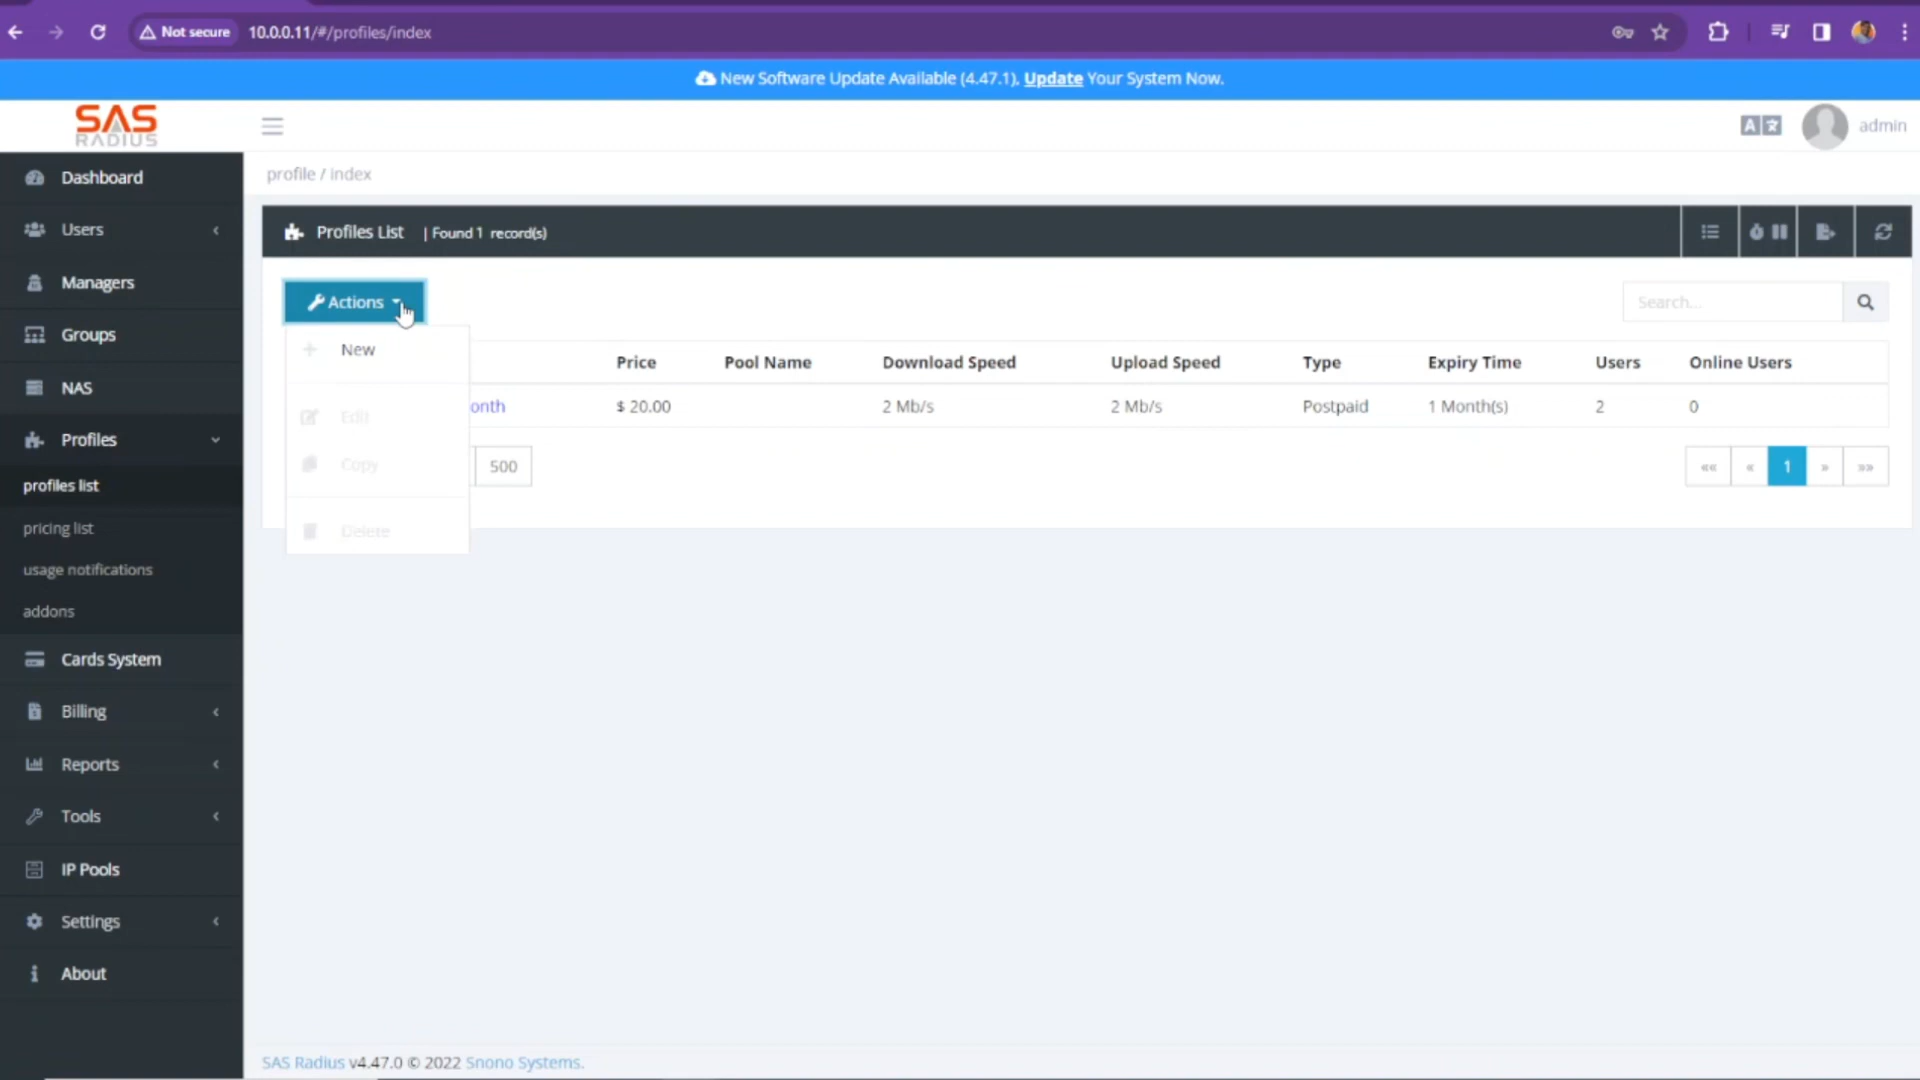 Not secure
10.0.0.11/#/profiles/index
New Software Update Available (4.47.1), Update Your System Now.
SAS
RADIUS
admin
profile / index
Dashboard
Users
Managers
Groups
NAS
Profiles
profiles list
pricing list
usage notifications
addons
Cards System
Billing
Reports
Tools
IP Pools
Settings
About
Profiles List | Found 1 record(s)
Actions
Search...
New
Edit
Copy
Delete
Price Pool Name Download Speed Upload Speed Type Expiry Time Users Online Users
onth $ 20.00 2 Mb/s 2 Mb/s Postpaid 1 Month(s) 2 0
500
«« « 1 » »»
SAS Radius v4.47.0 © 2022 Snono Systems.